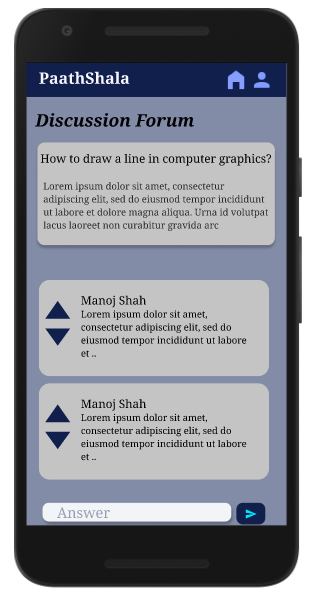 PaathShala
Discussion Forum
How to draw a line in computer graphics?
Lorem ipsum dolor sit amet, consectetur
adipiscing elit, sed do eiusmod tempor incididunt
ut labore et dolore magna aliqua. Urna id volutpat
lacus laoreet non curabitur gravida arc
Manoj Shah
Lorem ipsum dolor sit amet,
consectetur adipiscing elit, sed do
eiusmod tempor incididunt ut labore
et ..
Manoj Shah
Lorem ipsum dolor sit amet,
consectetur adipiscing elit, sed do
eiusmod tempor incididunt ut labore
et ..
Answer